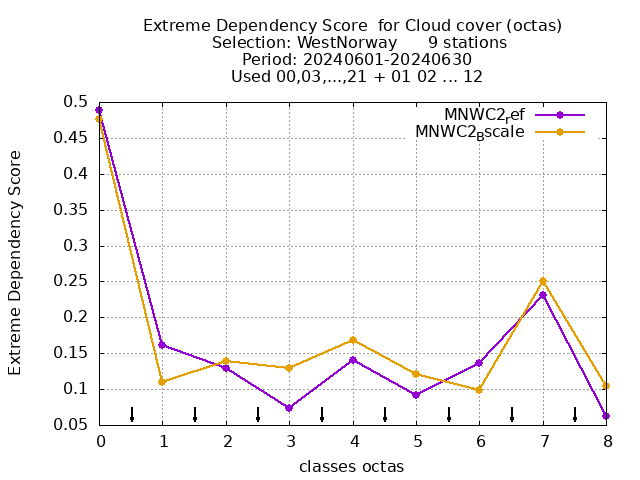 Extreme Dependency Score  for Cloud cover (octas)
Selection: WestNorway      9 stations
Period: 20240601-20240630
Used 00,03,...,21 + 01 02 ... 12
MNWC2_ref
MNWC2_Bscale
Extreme Dependency Score
0.5
0.45
0.4
0.35
0.3
0.25
0.2
0.15
0.1
0.05
0 1 2 3 4 5 6 7 8
classes octas